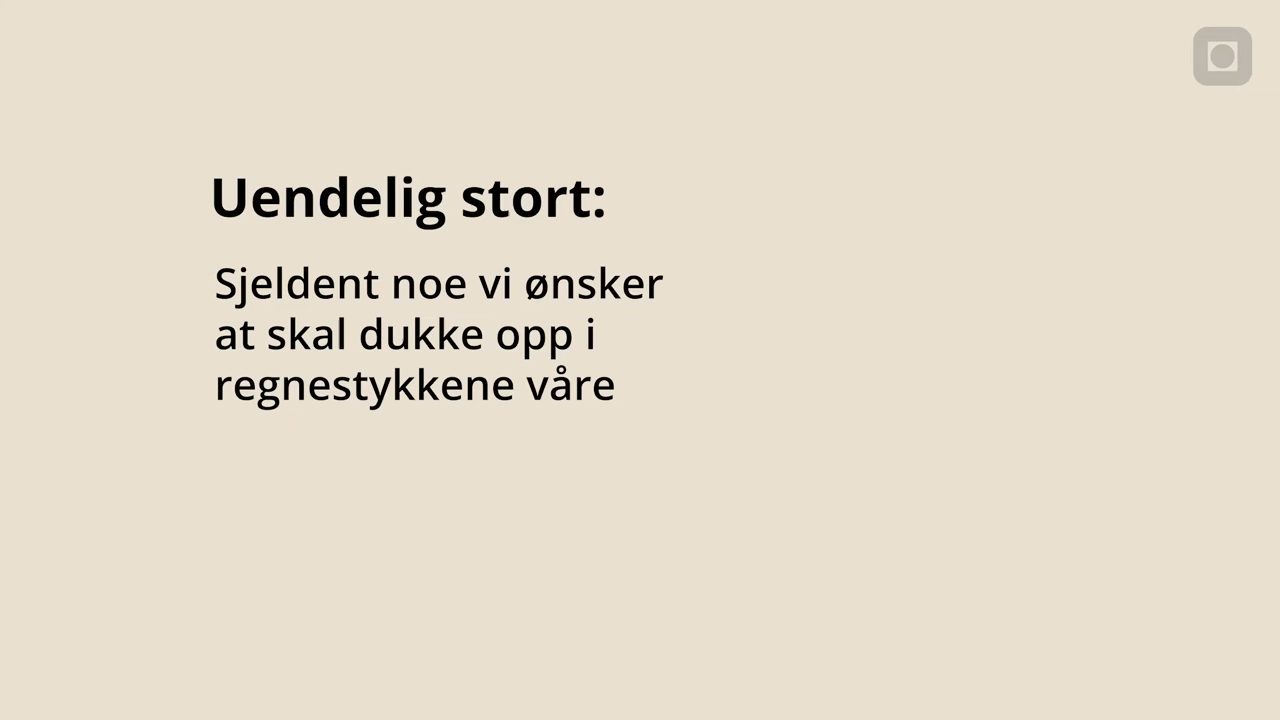 Uendelig stort:
Sjeldent noe vi ønsker
at skal dukke opp i
regnestykkene våre